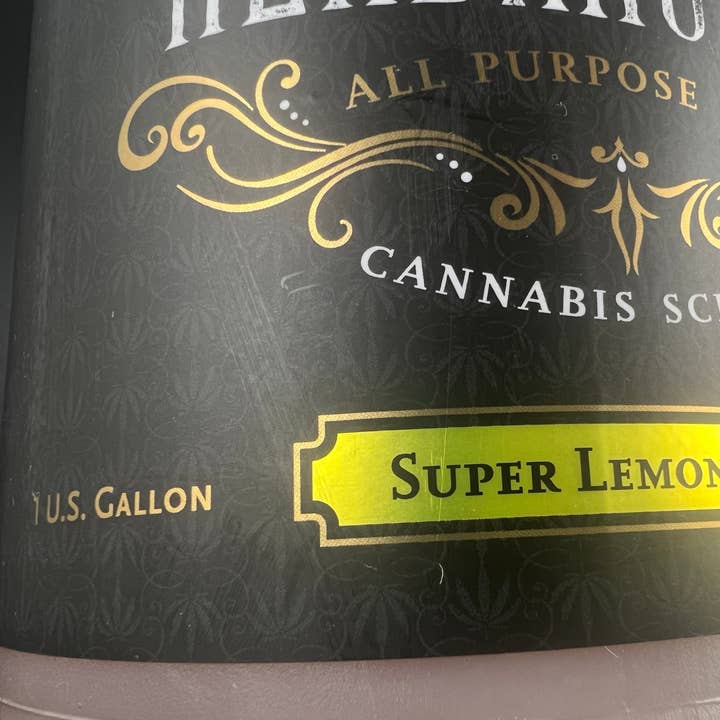 ALL PURPOSE
CANNABIS
SUPER LEMON
1 U.S. GALLON